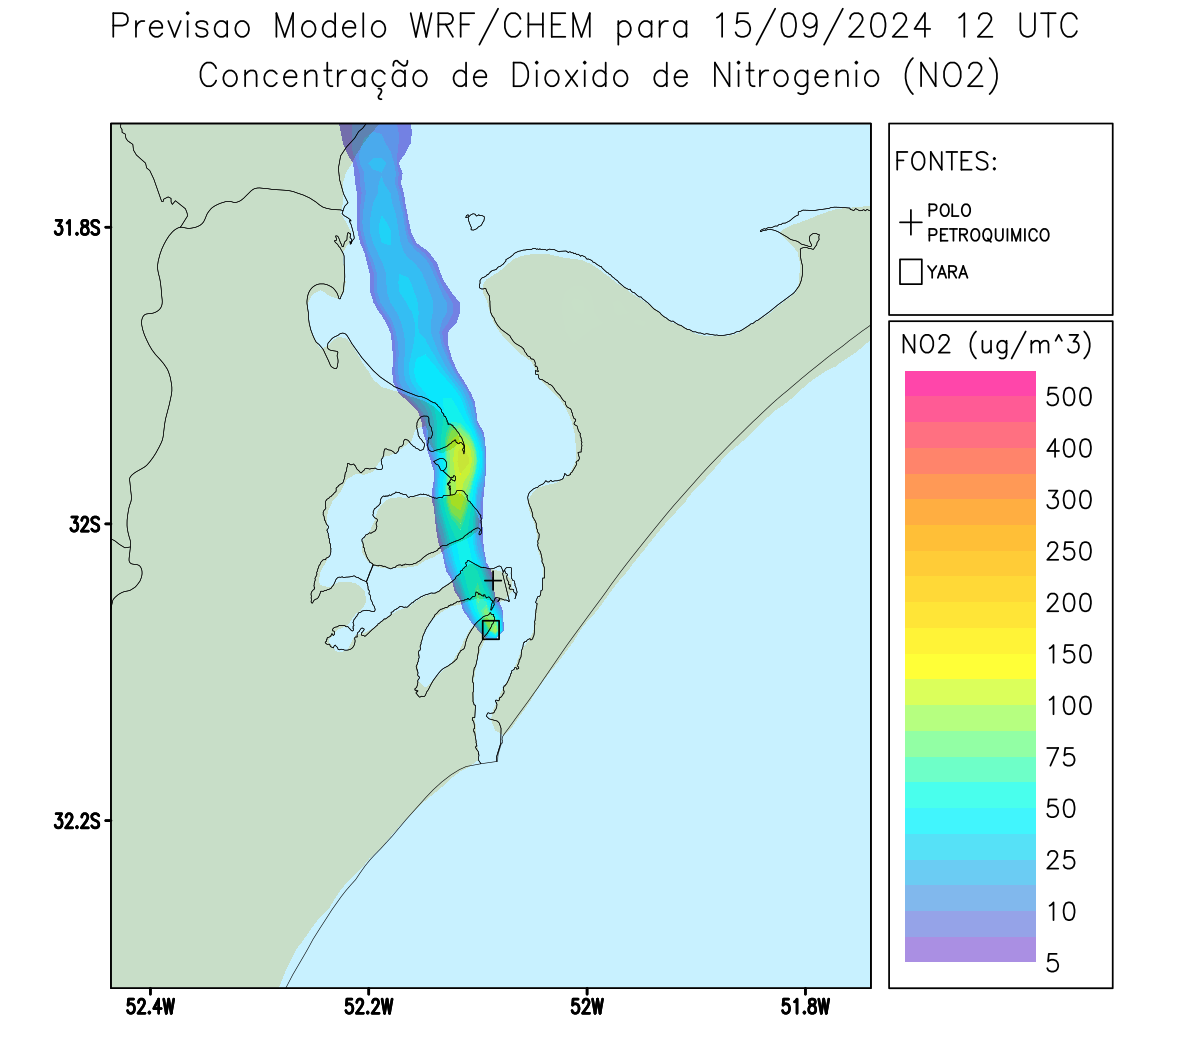 Previsao Modelo WRF/CHEM para 15/09/2024 12 UTC
Concentração de Dioxido de Nitrogenio (NO2)
31.8S
32S
32.2S
52.4W
52.2W
52W
51.8W
FONTES:
POLO
PETROQUIMICO
YARA
NO2 (ug/m^3)
500
400
300
250
200
150
100
75
50
25
10
5